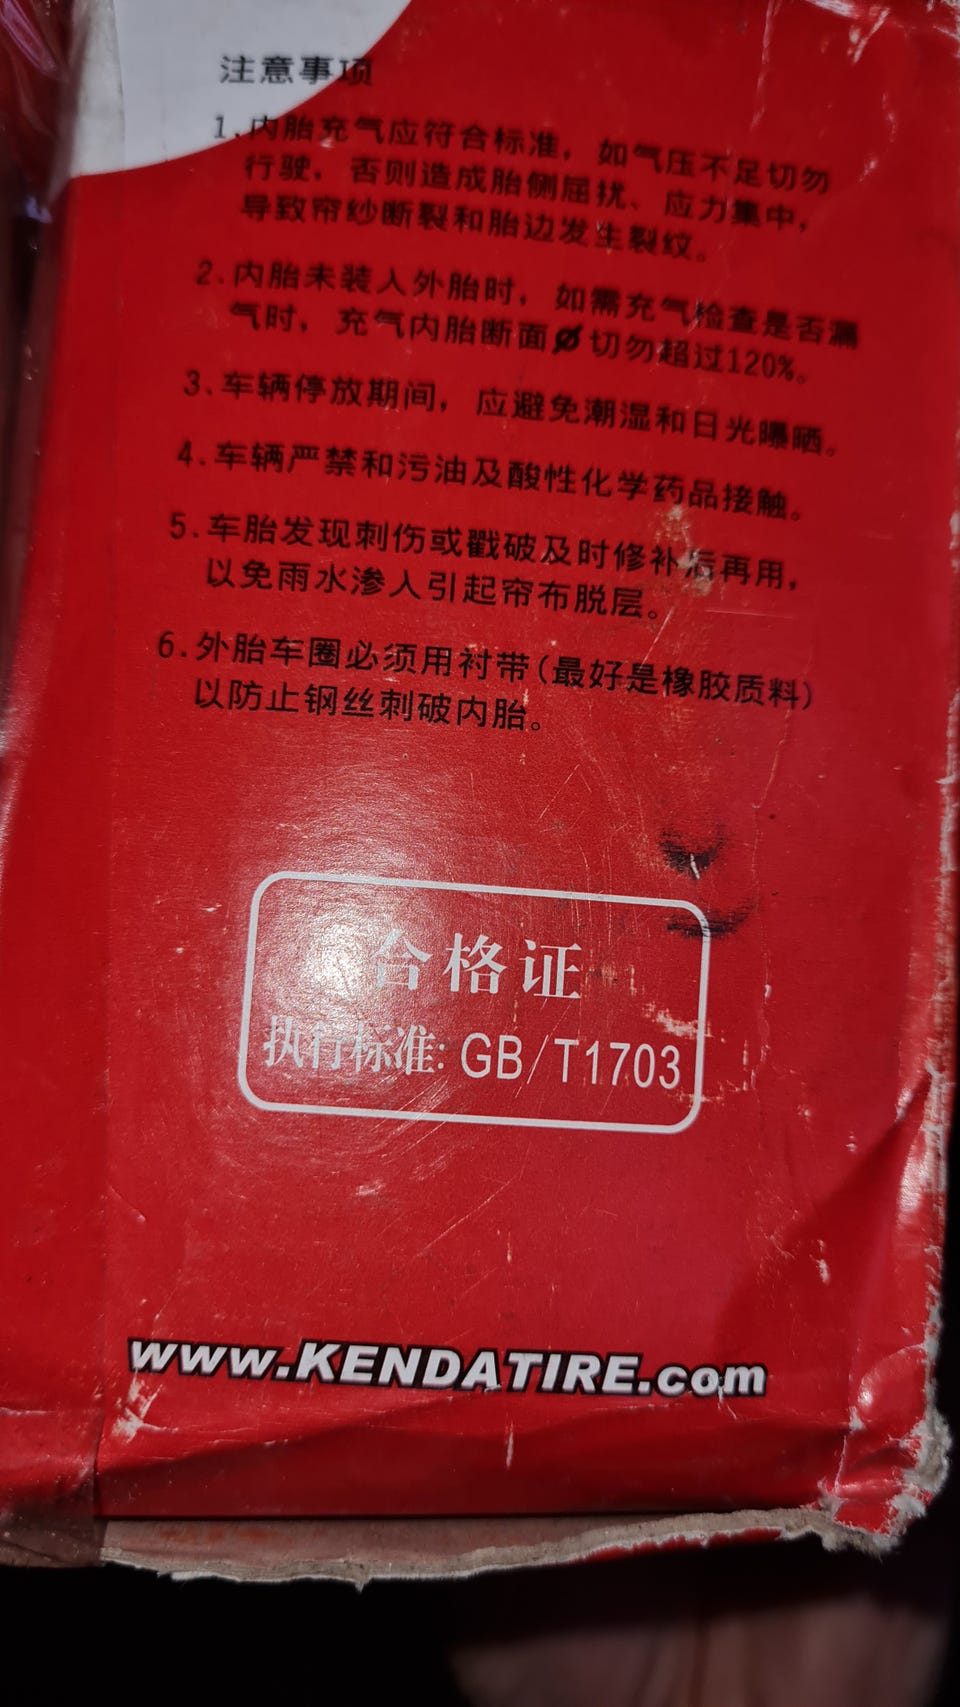 注意事项
1.内胎充气应符合标准，如气压不足切勿
行驶，否则造成胎侧屈扰、应力集中，
导致帘纱断裂和胎边发生裂纹。
2.内胎未装人外胎时，如需充气检查是否漏
气时，充气内胎断面Ø切勿超过120%。
3.车辆停放期间，应避免潮湿和日光曝晒。
4.车辆严禁和污油及酸性化学药品接触。
5.车胎发现刺伤或戳破及时修补后再用，
以免雨水渗人引起帘布脱层。
6.外胎车圈必须用衬带(最好是橡胶质料)
以防止钢丝刺破内胎。
合格证
执行标准: GB/T1703
www.KENDATIRE.com